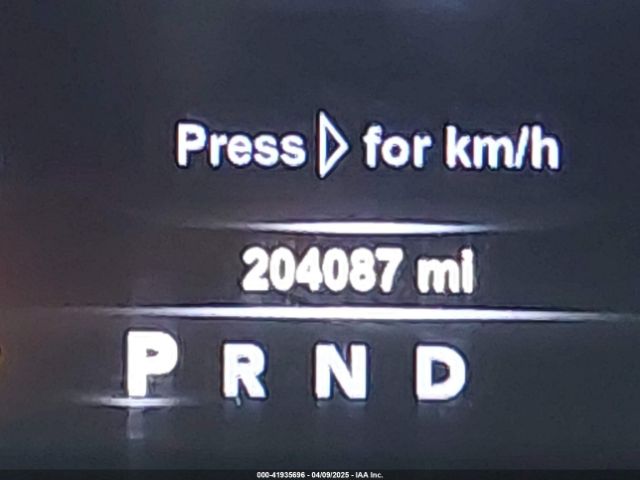 Press ▷ for km/h
204087 mi
P R N D
000-41935696 - 04/09/2025 - IAA Inc.